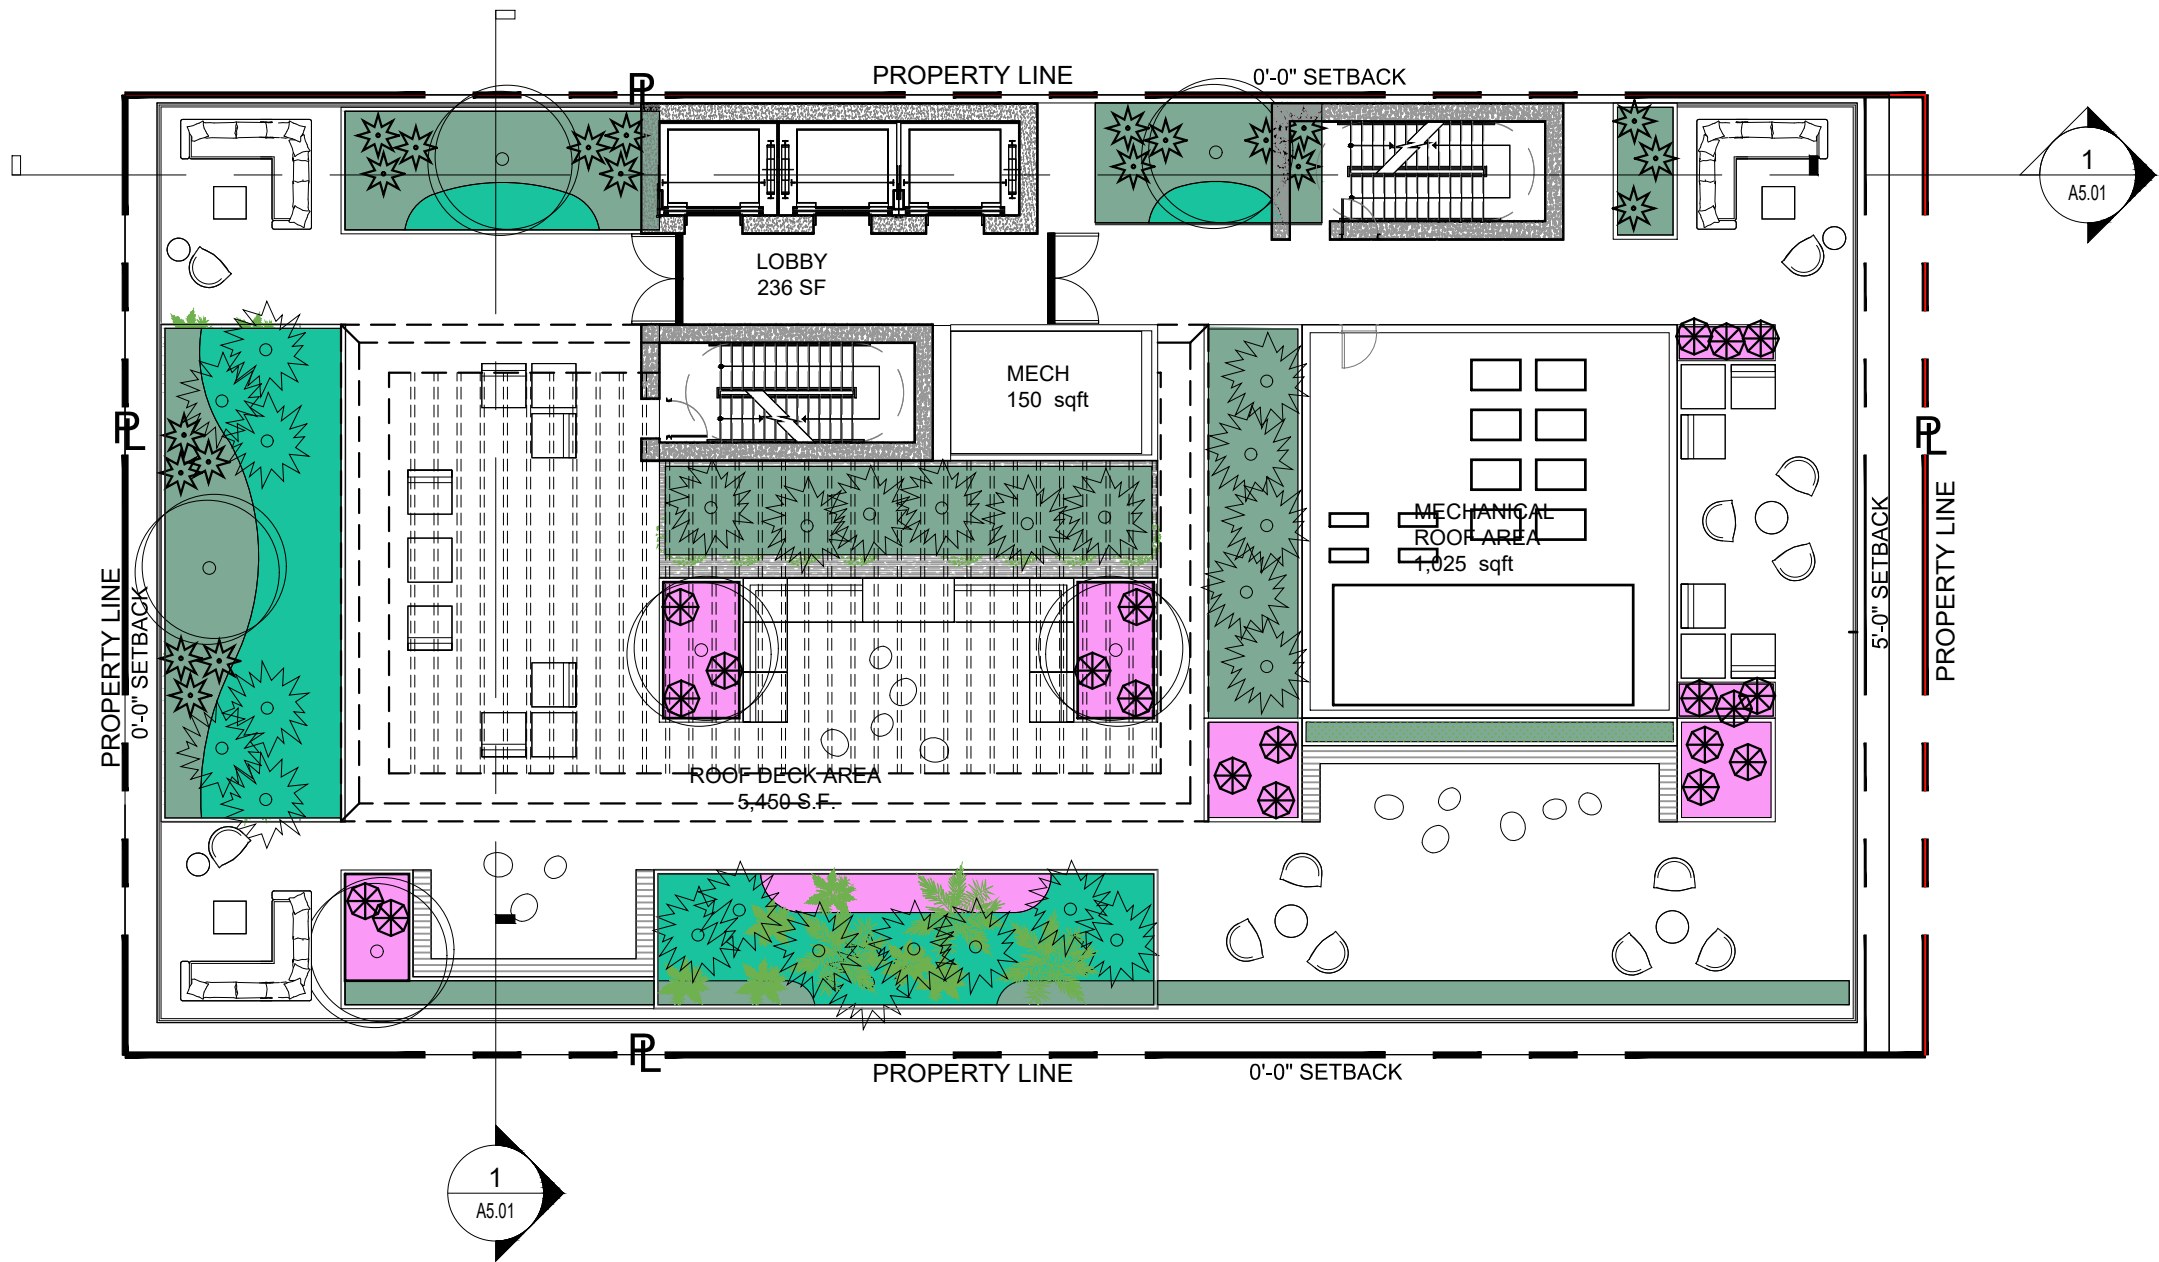 PROPERTY LINE
0'-0" SETBACK
PL
1
A5.01
LOBBY
236 SF
MECH
150 sqft
PL
PL
MECHANICAL
ROOF AREA
1,025 sqft
PROPERTY LINE
0'-0" SETBACK
5'-0" SETBACK
PROPERTY LINE
ROOF DECK AREA
5,450 S.F.
PL
PROPERTY LINE
0'-0" SETBACK
1
A5.01